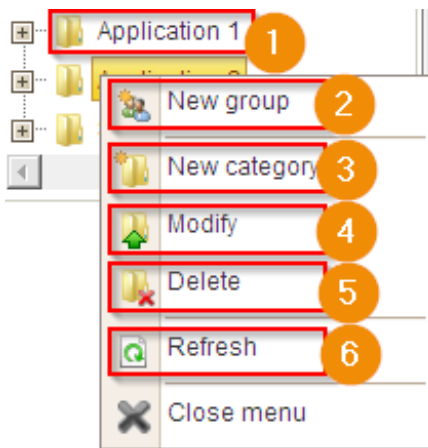 Application 1
1
New group
2
New category
3
Modify
4
Delete
5
Refresh
6
Close menu